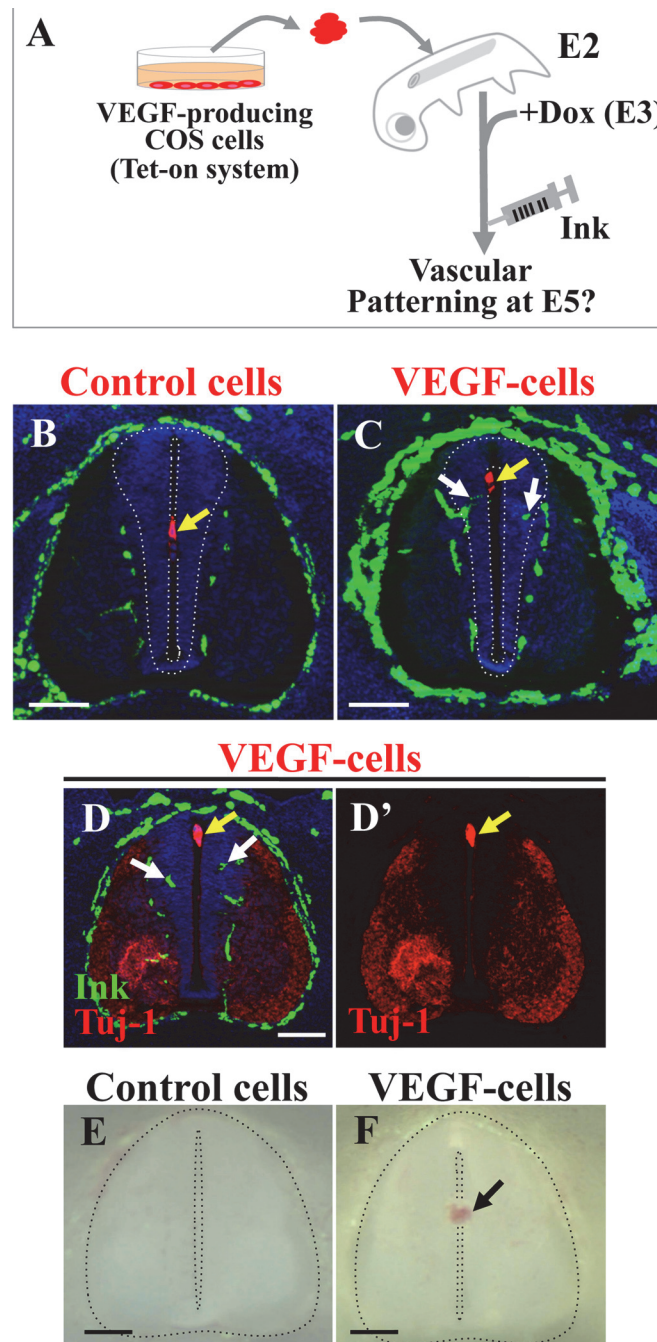 A
E2
VEGF-producing
COS cells
(Tet-on system)
+Dox (E3)
Ink
Vascular
Patterning at E5?
Control cells
VEGF-cells
B
C
VEGF-cells
D
D’
Ink
Tuj-1
Tuj-1
Control cells
VEGF-cells
E
F